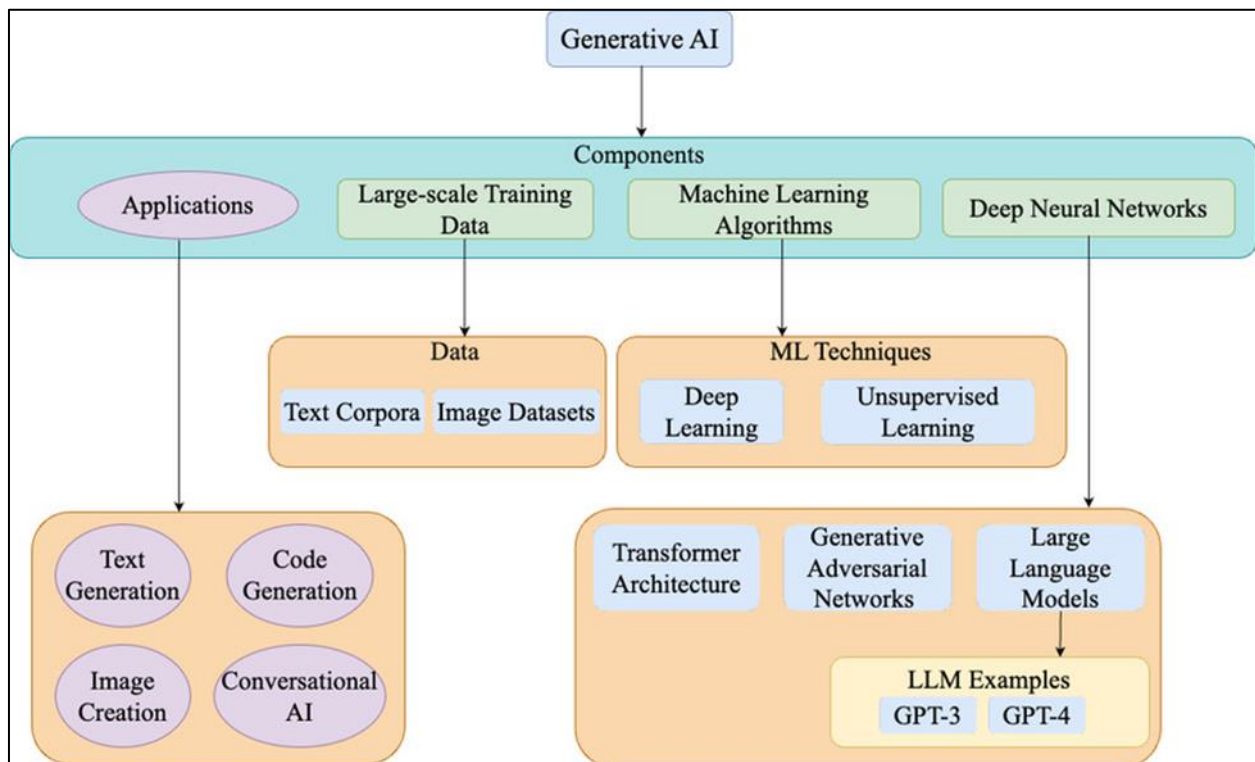 Generative AI
Components
Applications
Large-scale Training
Data
Machine Learning
Algorithms
Deep Neural Networks
Data
Text Corpora
Image Datasets
ML Techniques
Deep
Learning
Unsupervised
Learning
Text
Generation
Code
Generation
Image
Creation
Conversational
AI
Transformer
Architecture
Generative
Adversarial
Networks
Large
Language
Models
LLM Examples
GPT-3
GPT-4